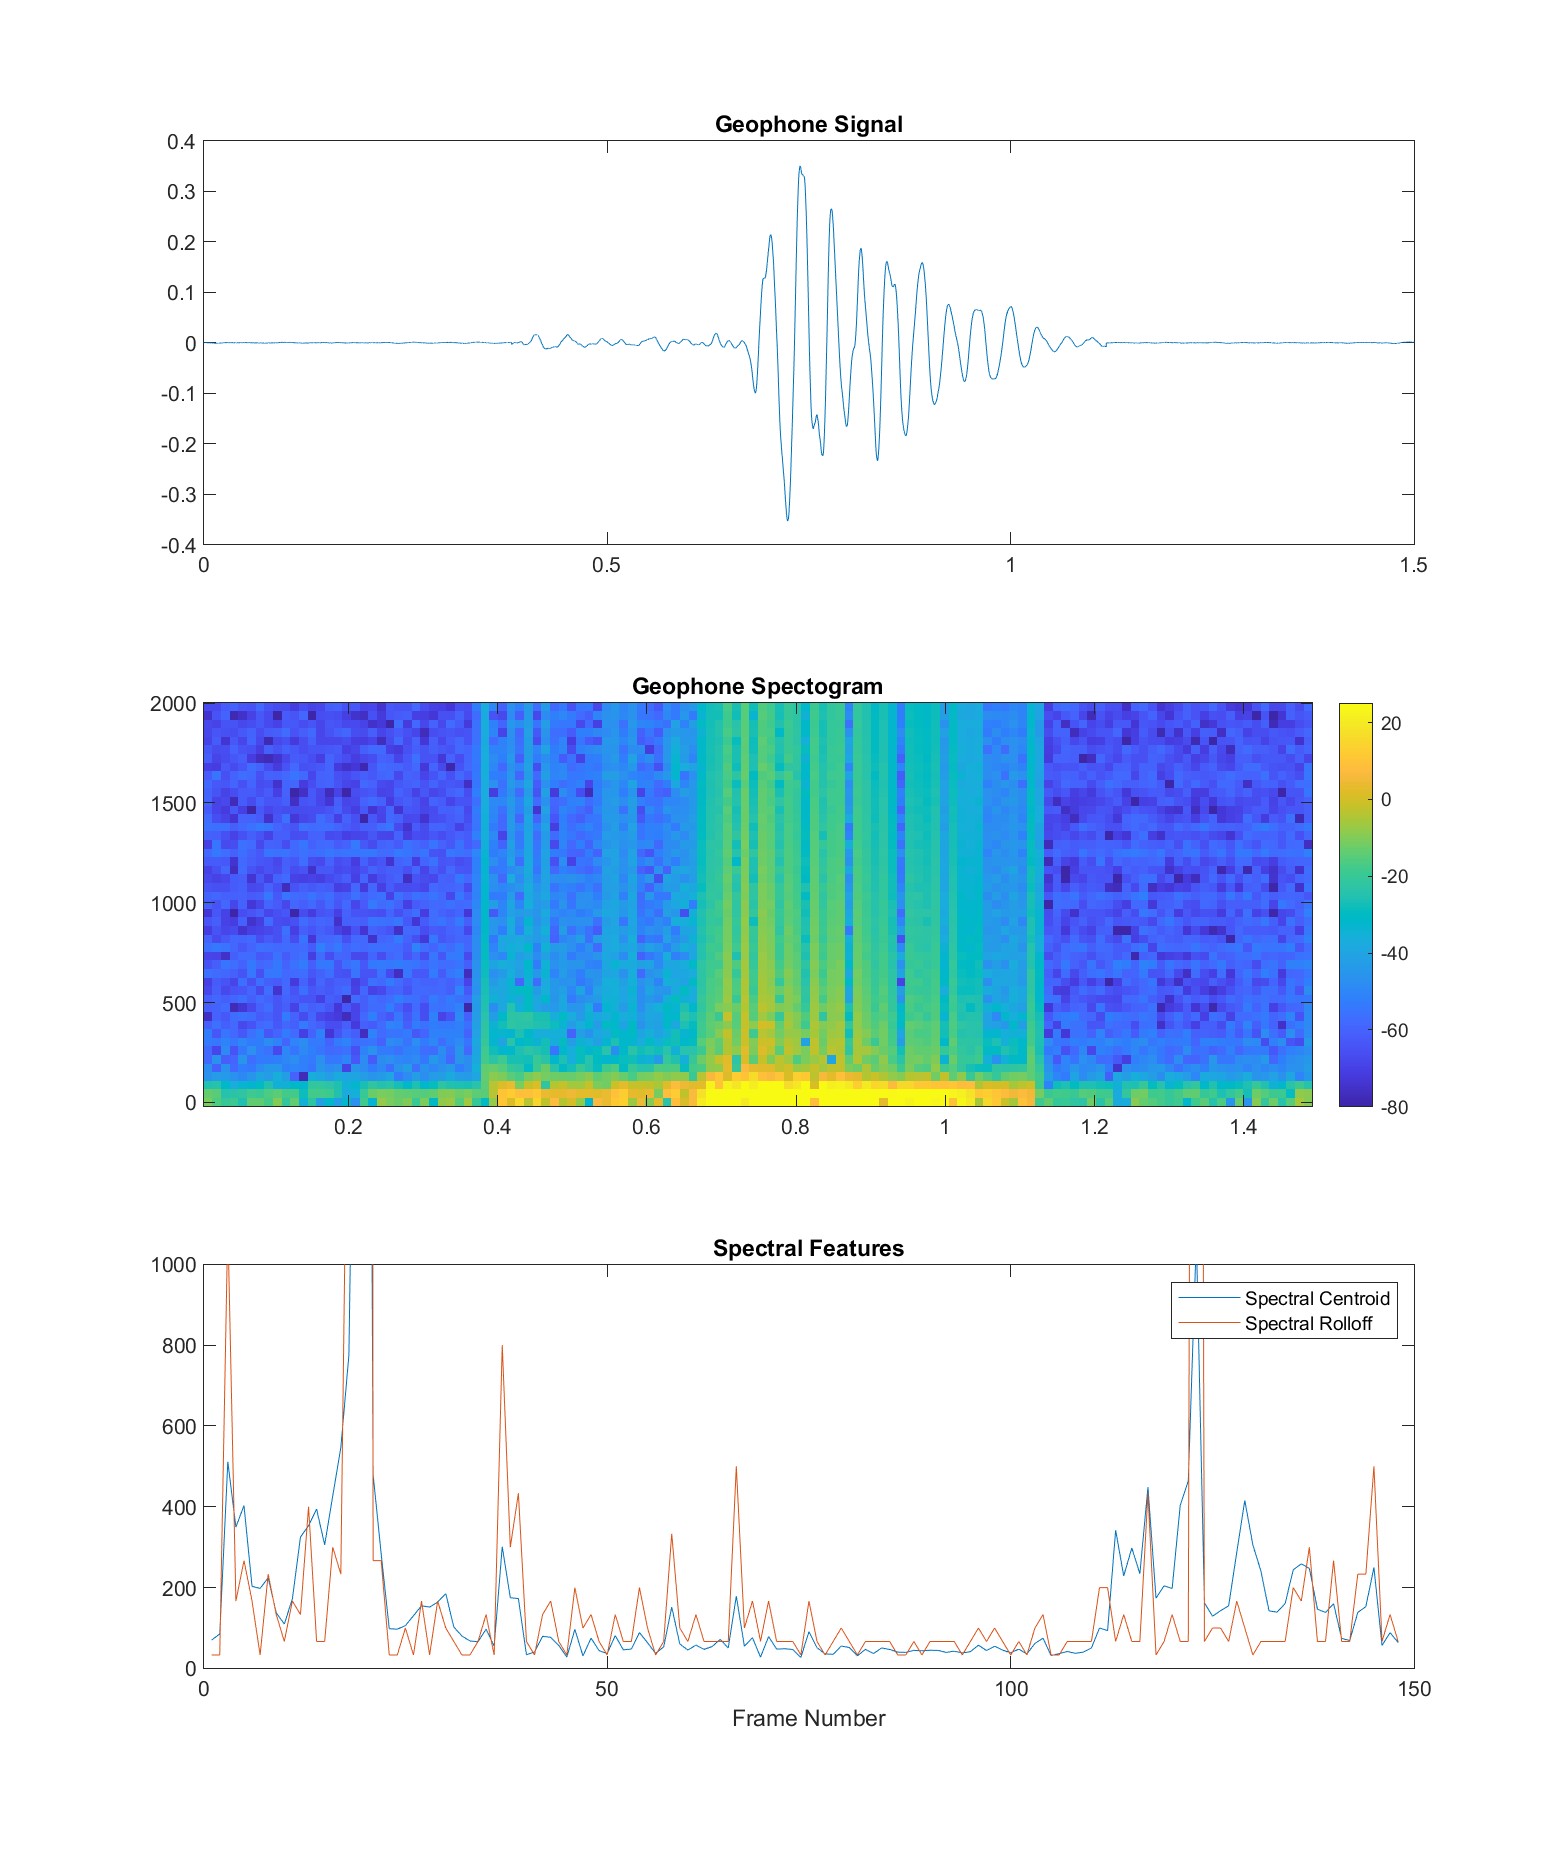 Geophone Signal
0.4
0.3
0.2
0.1
0
-0.1
-0.2
-0.3
-0.4
0 0.5 1 1.5
Geophone Spectogram
2000
1500
1000
500
0
0.2 0.4 0.6 0.8 1 1.2 1.4
20
0
-20
-40
-60
-80
Spectral Features
1000
800
600
400
200
0
Spectral Centroid
Spectral Rolloff
0 50 100 150
Frame Number